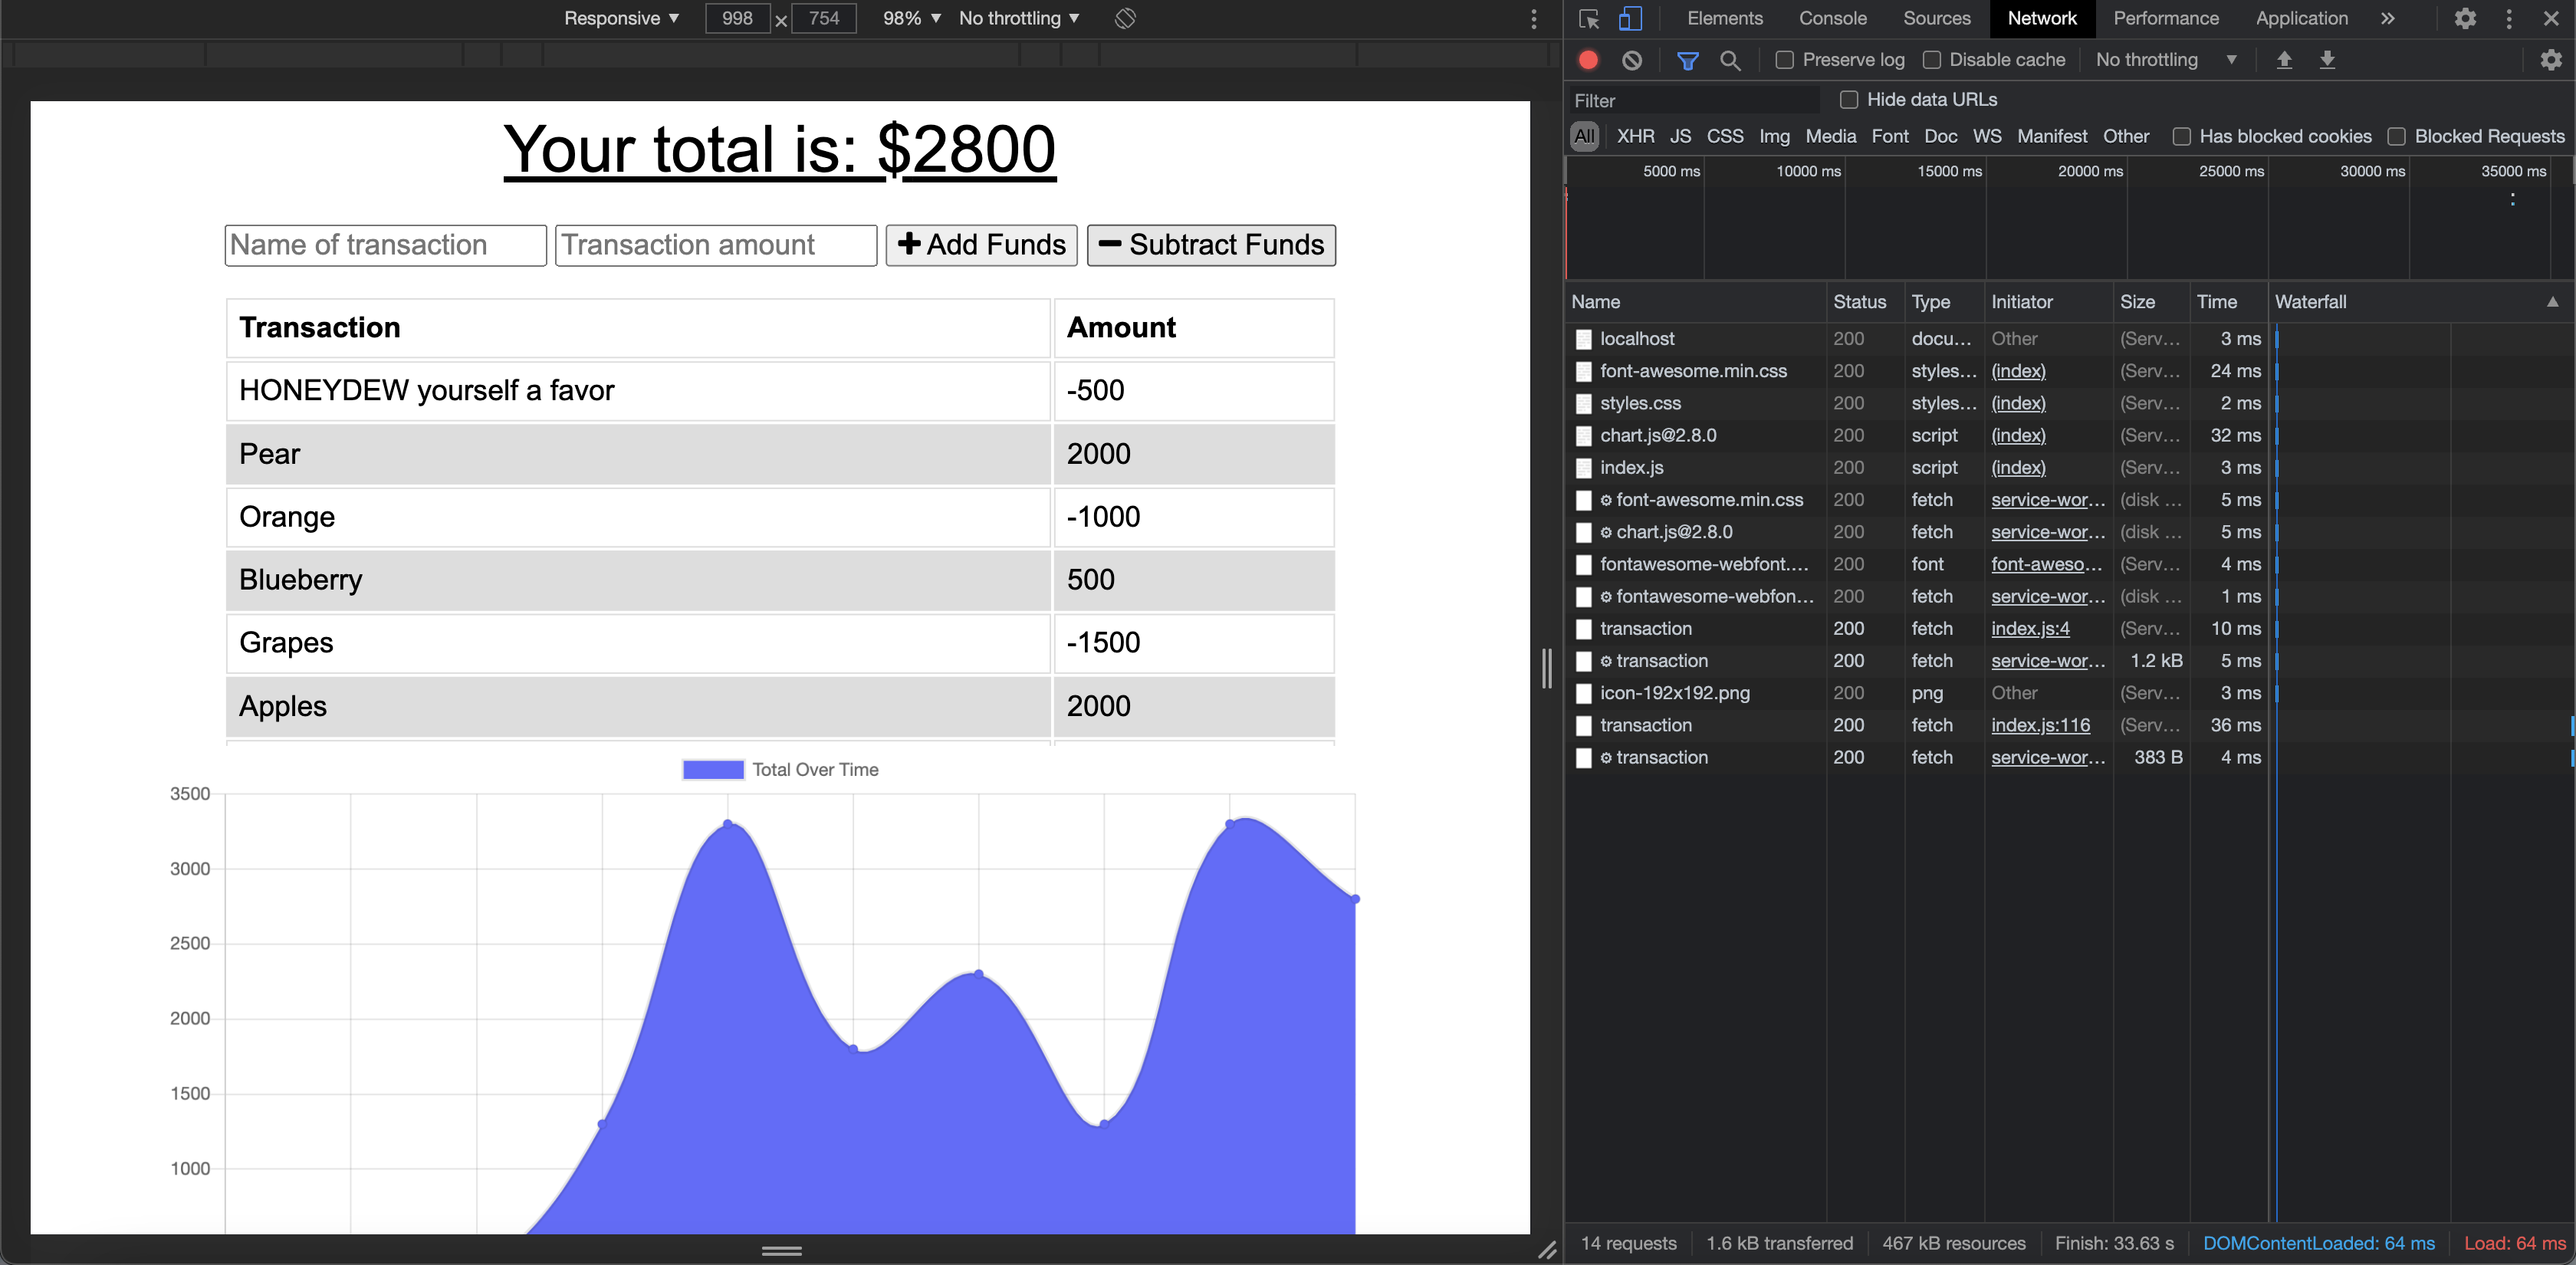 Responsive ▼ 998 × 754 98% ▼ No throttling ▼
Your total is: $2800
Name of transaction Transaction amount Add Funds Subtract Funds
Transaction Amount
HONEYDEW yourself a favor -500
Pear 2000
Orange -1000
Blueberry 500
Grapes -1500
Apples 2000
Total Over Time
3500
3000
2500
2000
1500
1000
Elements Console Sources Network Performance Application »
Preserve log Disable cache No throttling ▼
Filter Hide data URLs
All XHR JS CSS Img Media Font Doc WS Manifest Other Has blocked cookies Blocked Requests
5000 ms 10000 ms 15000 ms 20000 ms 25000 ms 30000 ms 35000 ms
Name Status Type Initiator Size Time Waterfall ▲
localhost 200 docu... Other (Serv... 3 ms
font-awesome.min.css 200 styles... (index) (Serv... 24 ms
styles.css 200 styles... (index) (Serv... 2 ms
chart.js@2.8.0 200 script (index) (Serv... 32 ms
index.js 200 script (index) (Serv... 3 ms
font-awesome.min.css 200 fetch service-wor... (disk ... 5 ms
chart.js@2.8.0 200 fetch service-wor... (disk ... 5 ms
fontawesome-webfont.... 200 font font-aweso... (Serv... 4 ms
fontawesome-webfon... 200 fetch service-wor... (disk ... 1 ms
transaction 200 fetch index.js:4 (Serv... 10 ms
transaction 200 fetch service-wor... 1.2 kB 5 ms
icon-192x192.png 200 png Other (Serv... 3 ms
transaction 200 fetch index.js:116 (Serv... 36 ms
transaction 200 fetch service-wor... 383 B 4 ms
14 requests 1.6 kB transferred 467 kB resources Finish: 33.63 s DOMContentLoaded: 64 ms Load: 64 ms